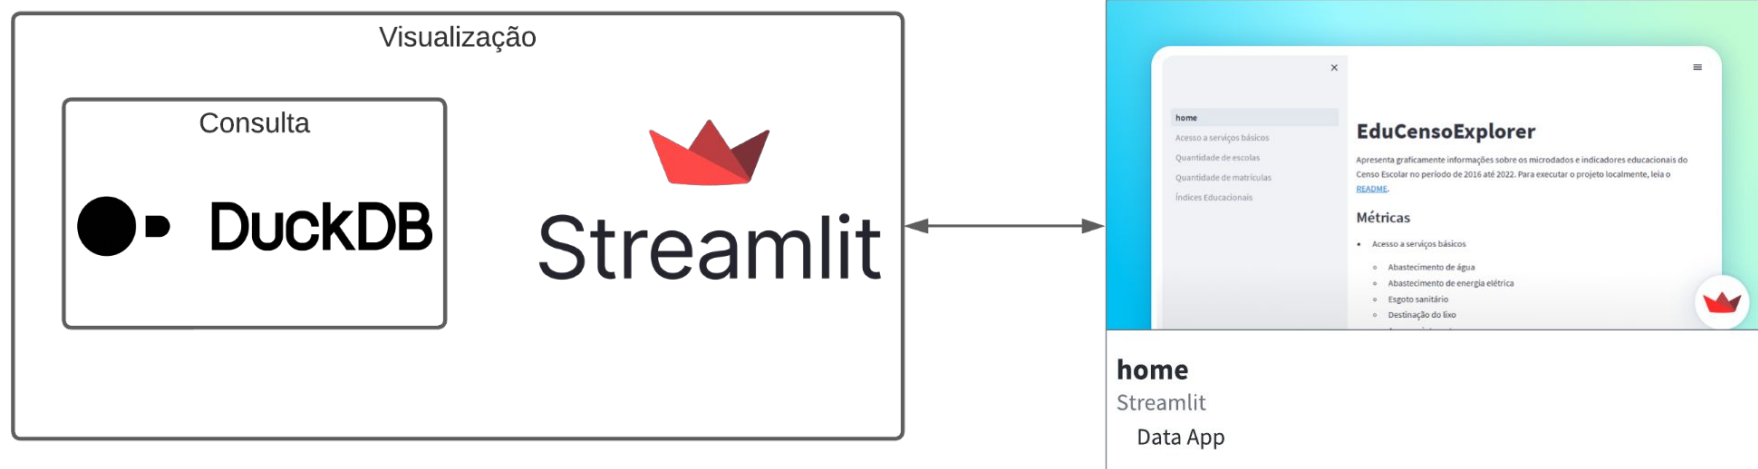 Visualização
Consulta
DuckDB
Streamlit
home
Acesso a serviços básicos
Quantidade de escolas
Quantidade de matrículas
Índices Educacionais
EduCensoExplorer
Apresenta graficamente informações sobre os microdados e indicadores educacionais do
Censo Escolar no período de 2016 até 2022. Para executar o projeto localmente, leia o
README.
Métricas
Acesso a serviços básicos
Abastecimento de água
Abastecimento de energia elétrica
Esgoto sanitário
Destinação do lixo
home
Streamlit
Data App